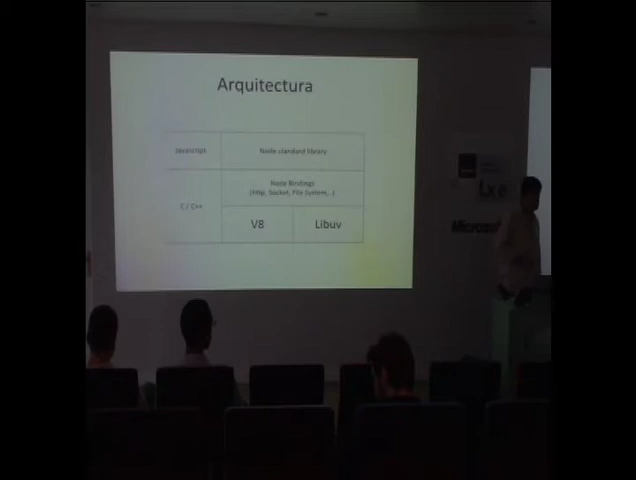 Arquitectura
Javascript
Node standard library
Node Bindings
(http, Socket, File System,..)
C / C++
V8
Libuv
Microsoft